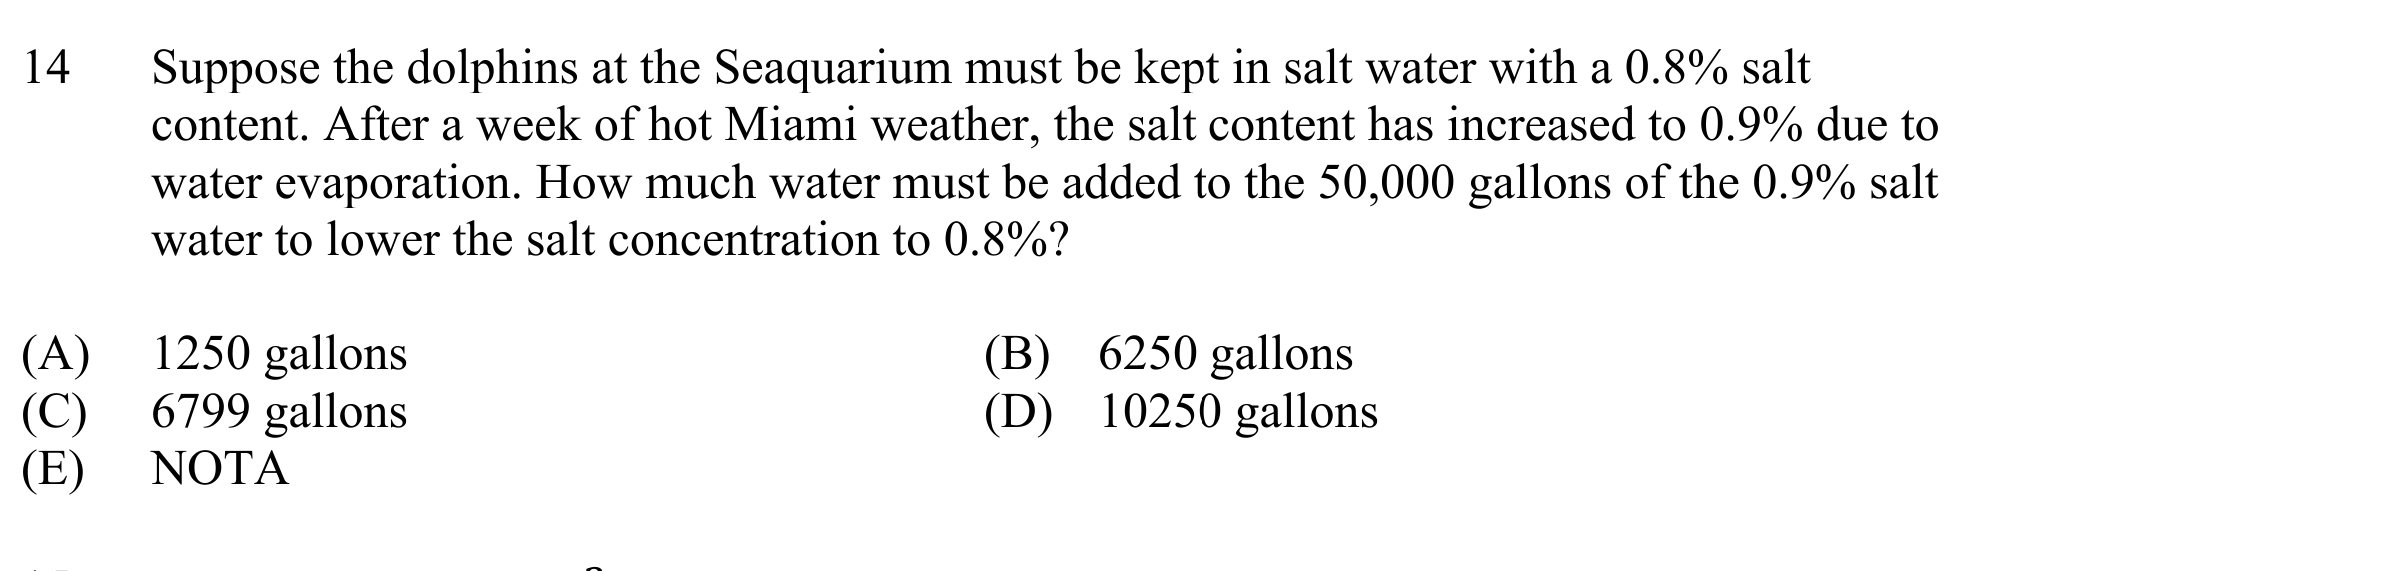 14 Suppose the dolphins at the Seaquarium must be kept in salt water with a 0.8% salt
content. After a week of hot Miami weather, the salt content has increased to 0.9% due to
water evaporation. How much water must be added to the 50,000 gallons of the 0.9% salt
water to lower the salt concentration to 0.8%?
(A) 1250 gallons (B) 6250 gallons
(C) 6799 gallons (D) 10250 gallons
(E) NOTA